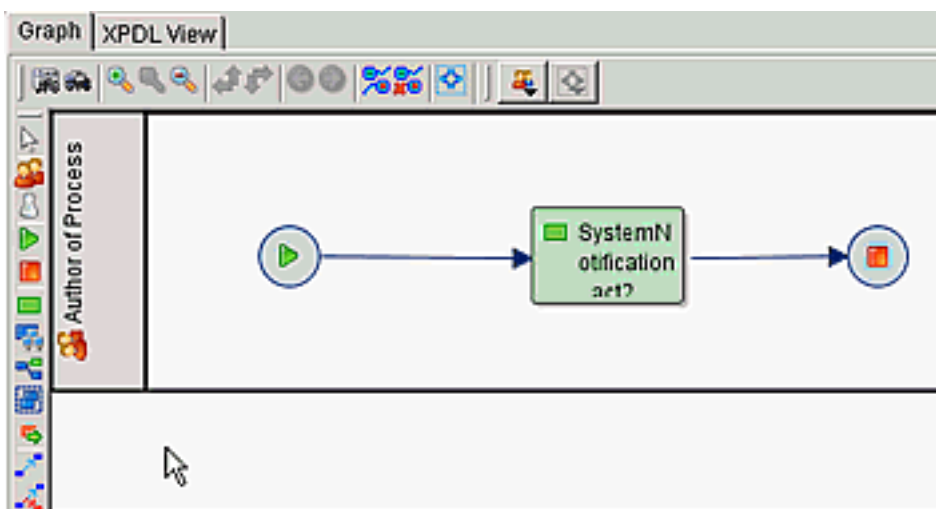 Graph
XPDL View
Author of Process
SystemN
otification
act2